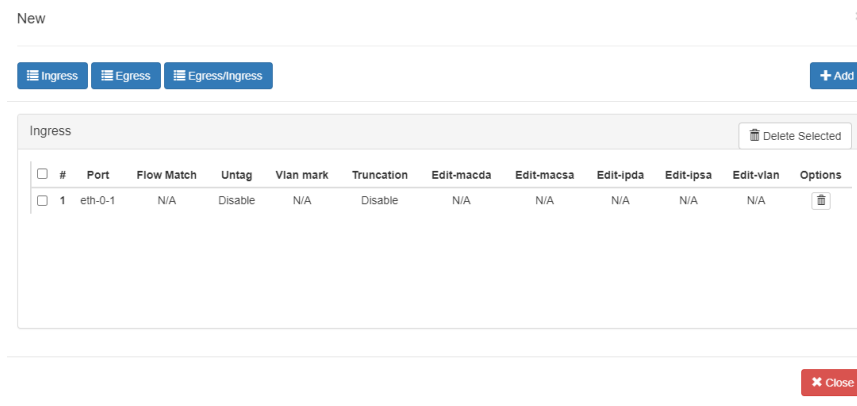 New
Ingress Egress Egress/Ingress Add
Ingress Delete Selected
# Port Flow Match Untag Vlan mark Truncation Edit-macda Edit-macsa Edit-ipda Edit-ipsa Edit-vlan Options
1 eth-0-1 N/A Disable N/A Disable N/A N/A N/A N/A N/A
Close